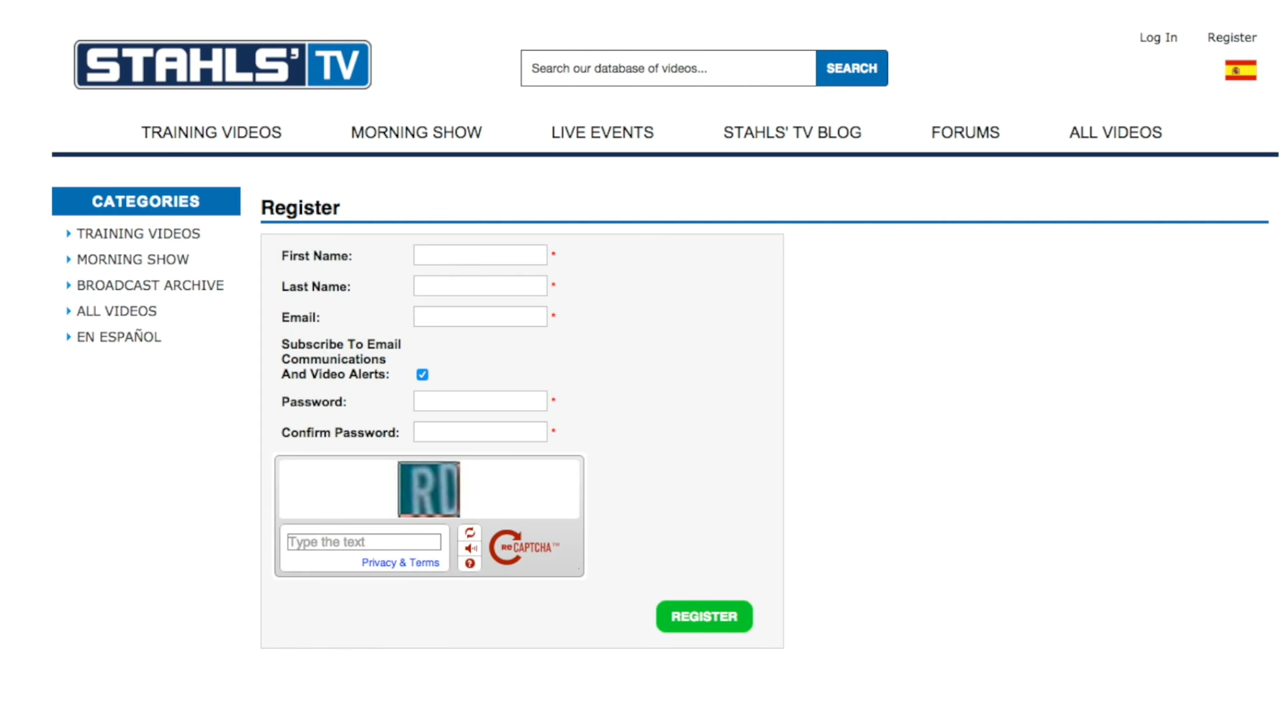 Log In Register
STAHLS' TV
Search our database of videos... SEARCH
TRAINING VIDEOS MORNING SHOW LIVE EVENTS STAHLS' TV BLOG FORUMS ALL VIDEOS
CATEGORIES
TRAINING VIDEOS
MORNING SHOW
BROADCAST ARCHIVE
ALL VIDEOS
EN ESPAÑOL
Register
First Name: *
Last Name: *
Email: *
Subscribe To Email
Communications
And Video Alerts:
Password: *
Confirm Password: *
RD
Type the text
Privacy & Terms
reCAPTCHA™
REGISTER